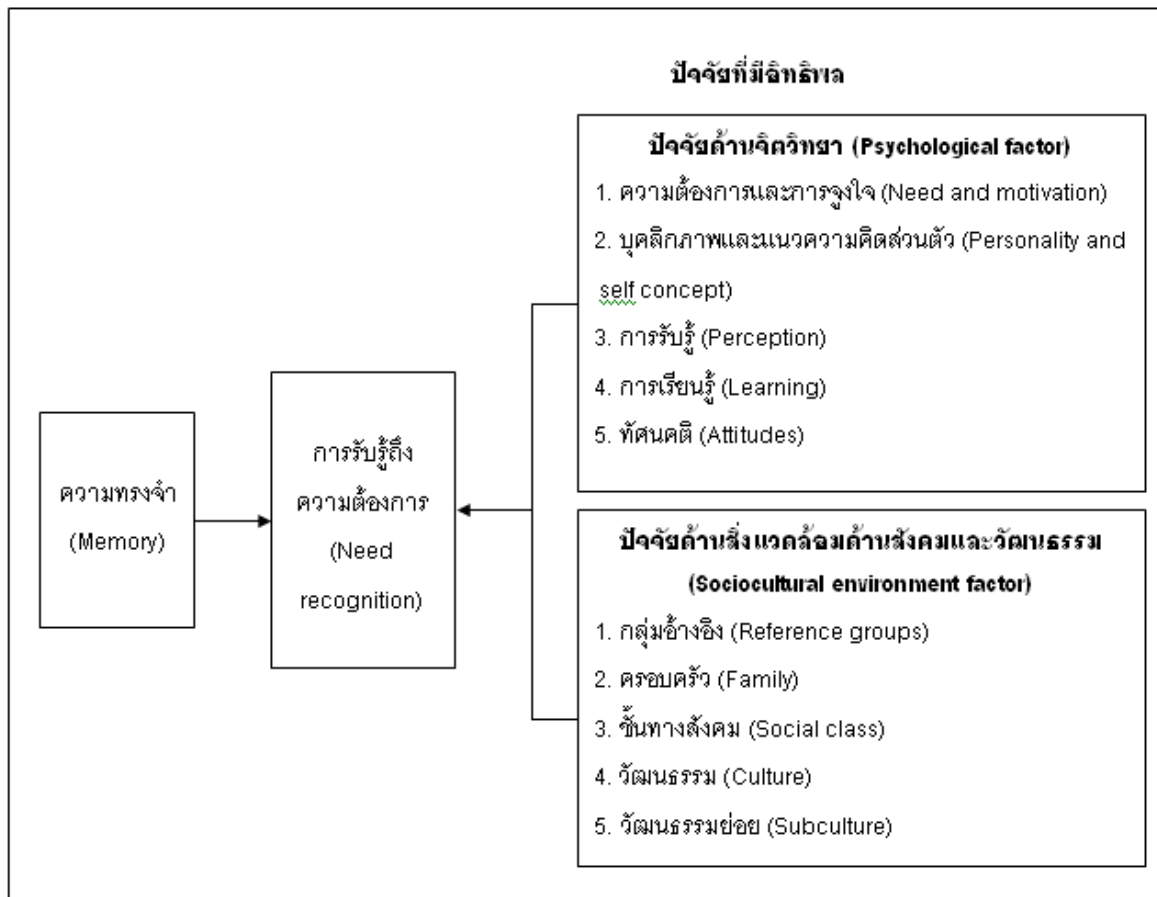 ปัจจัยที่มีอิทธิพล
ปัจจัยด้านจิตวิทยา (Psychological factor)
1. ความต้องการและการจูงใจ (Need and motivation)
2. บุคลิกภาพและแนวความคิดส่วนตัว (Personality and
self concept)
3. การรับรู้ (Perception)
4. การเรียนรู้ (Learning)
5. ทัศนคติ (Attitudes)
ความทรงจำ
(Memory)
การรับรู้ถึง
ความต้องการ
(Need
recognition)
ปัจจัยด้านสิ่งแวดล้อมด้านสังคมและวัฒนธรรม
(Sociocultural environment factor)
1. กลุ่มอ้างอิง (Reference groups)
2. ครอบครัว (Family)
3. ชั้นทางสังคม (Social class)
4. วัฒนธรรม (Culture)
5. วัฒนธรรมย่อย (Subculture)